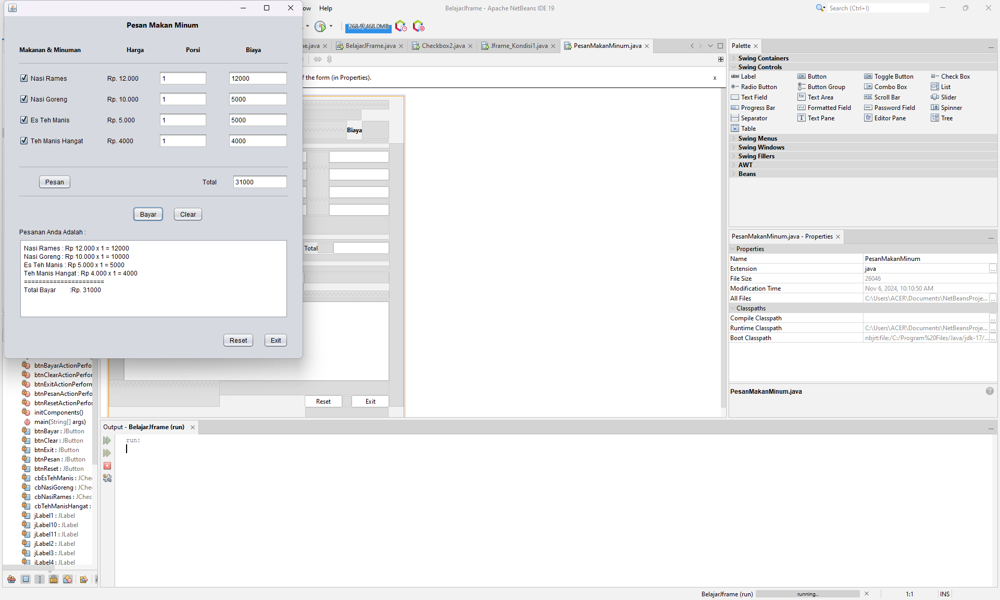 ow Help
BelajarJframe - Apache NetBeans IDE 19
Search (Ctrl+I)
Pesan Makan Minum
Makanan & Minuman Harga Porsi Biaya
Nasi Rames Rp. 12.000 1 12000
Nasi Goreng Rp. 10.000 1 5000
Es Teh Manis Rp. 5.000 1 5000
Teh Manis Hangat Rp. 4000 1 4000
Pesan Total 31000
Bayar Clear
Pesanan Anda Adalah :
Nasi Rames : Rp 12.000 x 1 = 12000
Nasi Goreng : Rp 10.000 x 1 = 10000
Es Teh Manis : Rp 5.000 x 1 = 5000
Teh Manis Hangat : Rp 4.000 x 1 = 4000
======================
Total Bayar :Rp. 31000
Reset Exit
268.9/468.0MB
ne.java BelajarJFrame.java Checkbox2.java Jframe_Kondisi1.java PesanMakanMinum.java
f the form (in Properties). x
Biaya
Total
Reset Exit
btnBayarActionPerfo
btnClearActionPerfor
btnExitActionPerform
btnPesanActionPerfo
btnResetActionPerfor
initComponents()
main(String[] args)
btnBayar : JButton
btnClear : JButton
btnExit : JButton
btnPesan : JButton
btnReset : JButton
cbEsTehManis : JChec
cbNasiGoreng : JChe
cbNasiRames : JChec
cbTehManisHangat :
jLabel1 : JLabel
jLabel10 : JLabel
jLabel11 : JLabel
jLabel2 : JLabel
jLabel3 : JLabel
jLabel4 : JLabel
Output - BelajarJframe (run)
run:
Palette
Swing Containers
Swing Controls
label Label OK Button ON Toggle Button Check Box
Radio Button Button Group Combo Box List
Text Field Text Area Scroll Bar Slider
Progress Bar Formatted Field Password Field Spinner
Separator Text Pane Editor Pane Tree
Table
Swing Menus
Swing Windows
Swing Fillers
AWT
Beans
PesanMakanMinum.java - Properties
Properties
Name PesanMakanMinum
Extension java ...
File Size 26046
Modification Time Nov 6, 2024, 10:10:50 AM
All Files C:\Users\ACER\Documents\NetBeansProje... ...
Classpaths
Compile Classpath ...
Runtime Classpath C:\Users\ACER\Documents\NetBeansProje... ...
Boot Classpath nbjrt:file:/C:/Program%20Files/Java/jdk-17/... ...
PesanMakanMinum.java
BelajarJframe (run) running... 1:1 INS